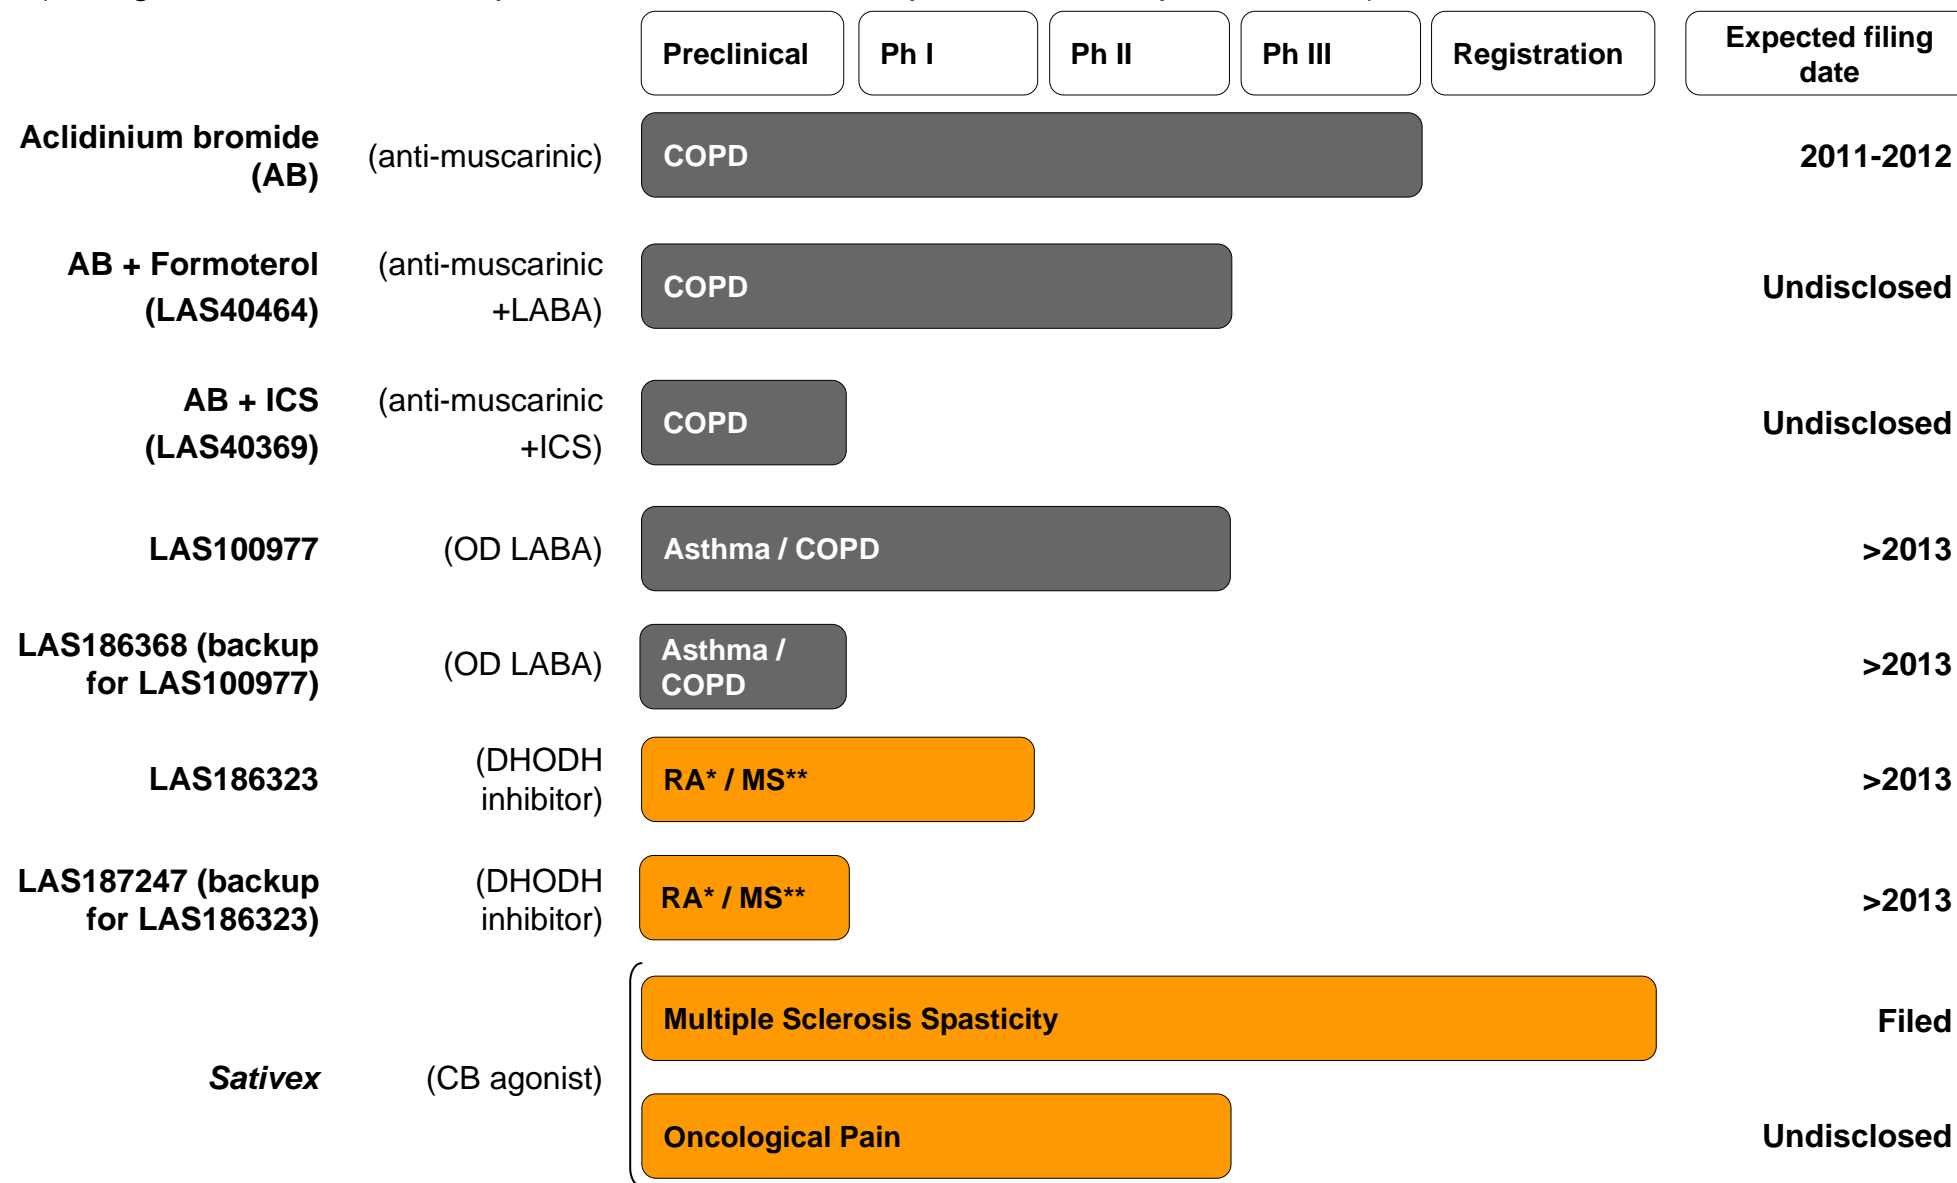 Preclinical
Ph I
Ph II
Ph III
Registration
Expected filing
date
Aclidinium bromide
(AB)
(anti-muscarinic)
COPD
2011-2012
AB + Formoterol
(LAS40464)
(anti-muscarinic
+LABA)
COPD
Undisclosed
AB + ICS
(LAS40369)
(anti-muscarinic
+ICS)
COPD
Undisclosed
LAS100977
(OD LABA)
Asthma / COPD
>2013
LAS186368 (backup
for LAS100977)
(OD LABA)
Asthma /
COPD
>2013
LAS186323
(DHODH
inhibitor)
RA* / MS**
>2013
LAS187247 (backup
for LAS186323)
(DHODH
inhibitor)
RA* / MS**
>2013
Sativex
(CB agonist)
Multiple Sclerosis Spasticity
Filed
Oncological Pain
Undisclosed